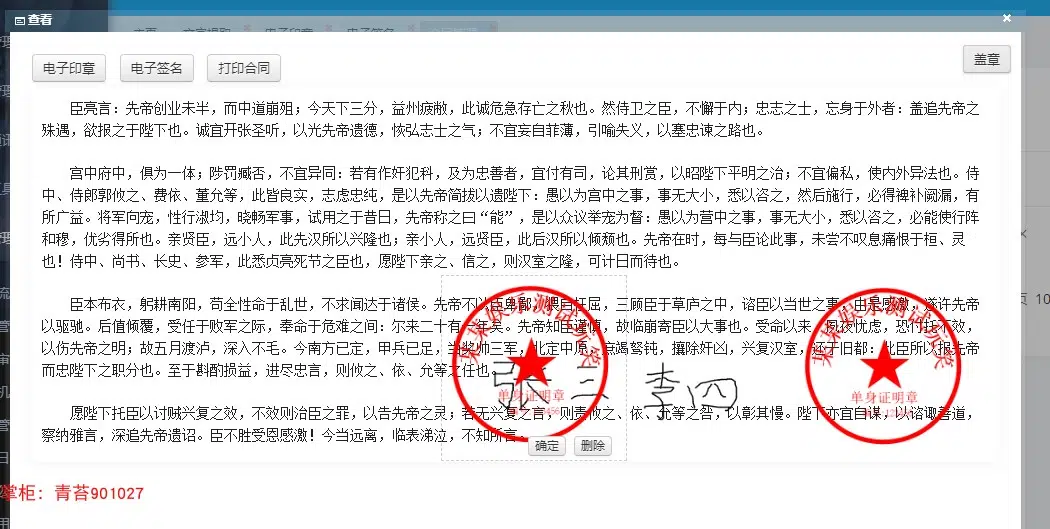 查看
电子印章 电子签名 打印合同 盖章
臣亮言：先帝创业未半，而中道崩殂；今天下三分，益州疲敝，此诚危急存亡之秋也。然侍卫之臣，不懈于内；忠志之士，忘身于外者：盖追先帝之
殊遇，欲报之于陛下也。诚宜开张圣听，以光先帝遗德，恢弘志士之气；不宜妄自菲薄，引喻失义，以塞忠谏之路也。
宫中府中，俱为一体；陟罚臧否，不宜异同：若有作奸犯科，及为忠善者，宜付有司，论其刑赏，以昭陛下平明之治；不宜偏私，使内外异法也。侍
中、侍郎郭攸之、费依、董允等，此皆良实，志虑忠纯，是以先帝简拔以遗陛下：愚以为宫中之事，事无大小，悉以咨之，然后施行，必得裨补阙漏，有
所广益。将军向宠，性行淑均，晓畅军事，试用之于昔日，先帝称之曰“能”，是以众议举宠为督：愚以为营中之事，事无大小，悉以咨之，必能使行阵
和穆，优劣得所也。亲贤臣，远小人，此先汉所以兴隆也；亲小人，远贤臣，此后汉所以倾颓也。先帝在时，每与臣论此事，未尝不叹息痛恨于桓、灵
也！侍中、尚书、长史、参军，此悉贞亮死节之臣也，愿陛下亲之、信之，则汉室之隆，可计日而待也。
臣本布衣，躬耕南阳，苟全性命于乱世，不求闻达于诸侯。先帝不以臣卑鄙，猥自枉屈，三顾臣于草庐之中，谘臣以当世之事，由是感激，遂许先帝
以驱驰。后值倾覆，受任于败军之际，奉命于危难之间：尔来二十有一年矣。先帝知臣谨慎，故临崩寄臣以大事也。受命以来，夙夜忧虑，恐付托不效，
以伤先帝之明；故五月渡泸，深入不毛。今南方已定，甲兵已足，当奖帅三军，北定中原，庶竭驽钝，攘除奸凶，兴复汉室，还于旧都：此臣所以报先帝
而忠陛下之职分也。至于斟酌损益，进尽忠言，则攸之、依、允等之任也。
愿陛下托臣以讨贼兴复之效，不效则治臣之罪，以告先帝之灵；若无兴复之言，则责攸之、依、允等之咎，以彰其慢。陛下亦宜自谋，以谘诹善道，
察纳雅言，深追先帝遗诏。臣不胜受恩感激！今当远离，临表涕泣，不知所言。
张三 李四
单身证明章
单身证明章
确定 删除
掌柜：青苔901027